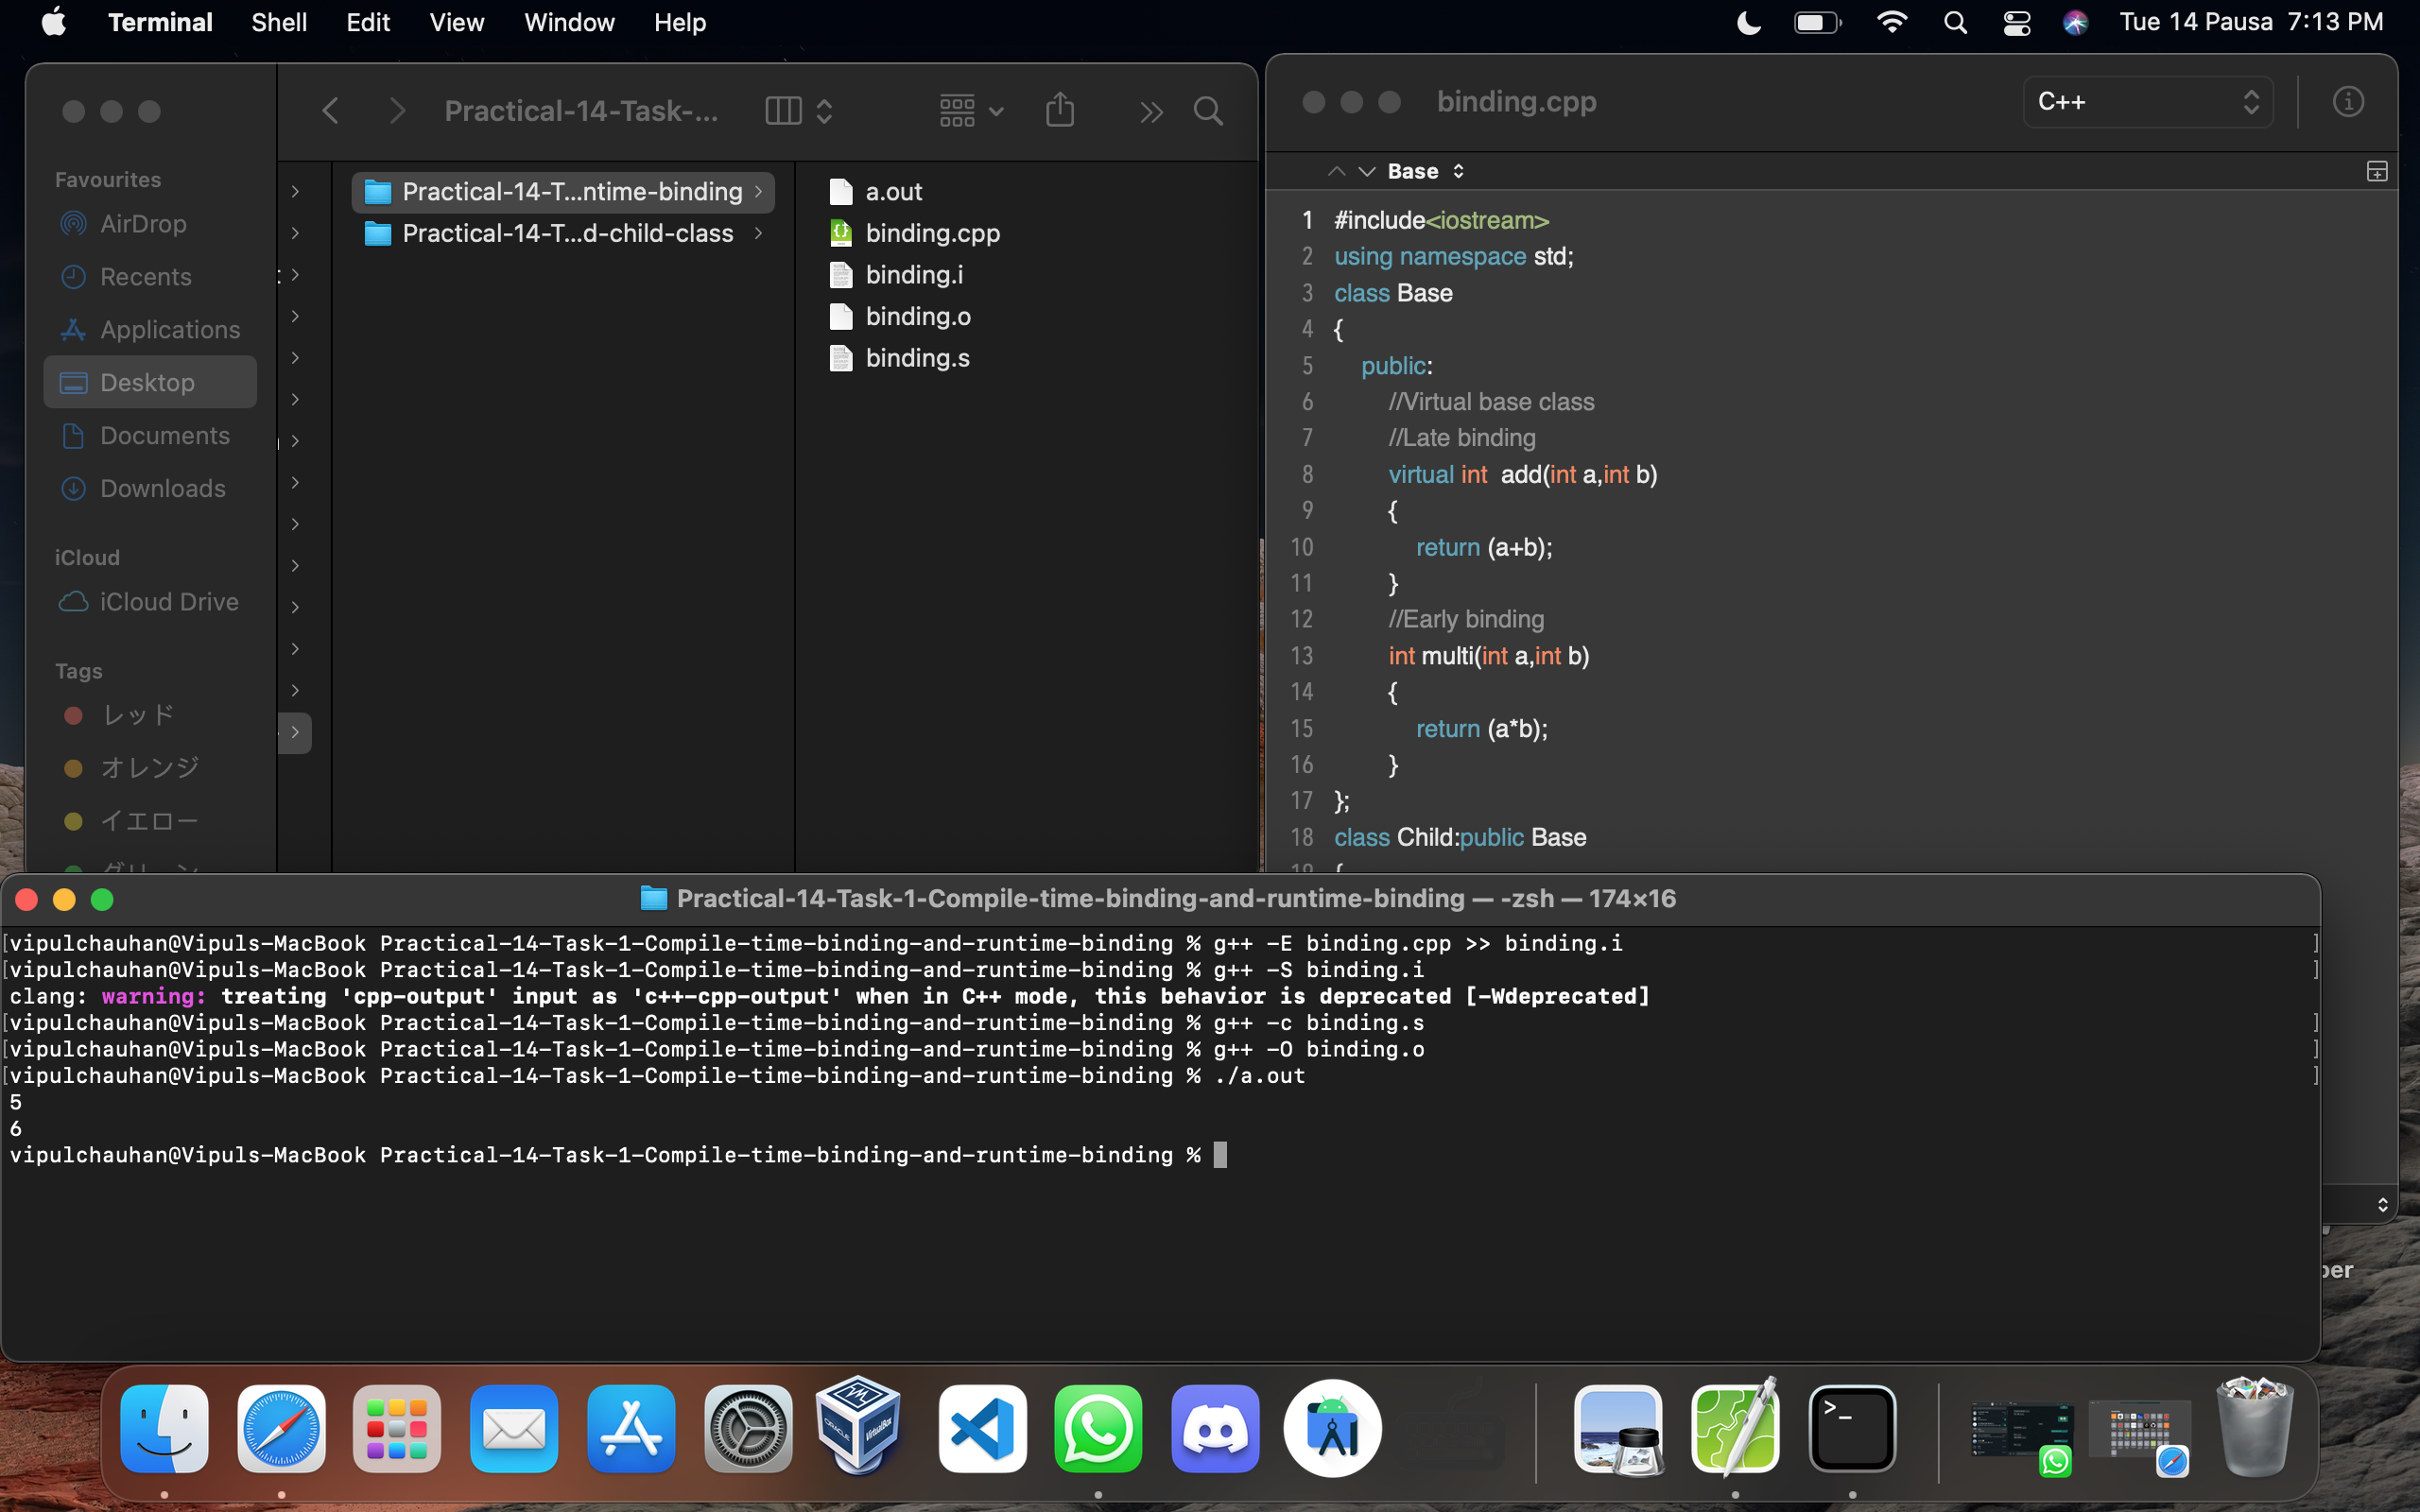 Terminal Shell Edit View Window Help Tue 14 Pausa 7:13 PM
Practical-14-Task-...
Favourites
AirDrop
Recents
Applications
Desktop
Documents
Downloads
iCloud
iCloud Drive
Tags
レッド
オレンジ
イエロー
グリーン
Practical-14-T...ntime-binding
Practical-14-T...d-child-class
a.out
binding.cpp
binding.i
binding.o
binding.s
binding.cpp C++
Base
1 #include<iostream>
2 using namespace std;
3 class Base
4 {
5 public:
6 //Virtual base class
7 //Late binding
8 virtual int  add(int a,int b)
9 {
10 return (a+b);
11 }
12 //Early binding
13 int multi(int a,int b)
14 {
15 return (a*b);
16 }
17 };
18 class Child:public Base
19 {
Practical-14-Task-1-Compile-time-binding-and-runtime-binding — -zsh — 174×16
[vipulchauhan@Vipuls-MacBook Practical-14-Task-1-Compile-time-binding-and-runtime-binding % g++ -E binding.cpp >> binding.i ]
[vipulchauhan@Vipuls-MacBook Practical-14-Task-1-Compile-time-binding-and-runtime-binding % g++ -S binding.i ]
clang: warning: treating 'cpp-output' input as 'c++-cpp-output' when in C++ mode, this behavior is deprecated [-Wdeprecated]
[vipulchauhan@Vipuls-MacBook Practical-14-Task-1-Compile-time-binding-and-runtime-binding % g++ -c binding.s ]
[vipulchauhan@Vipuls-MacBook Practical-14-Task-1-Compile-time-binding-and-runtime-binding % g++ -O binding.o ]
[vipulchauhan@Vipuls-MacBook Practical-14-Task-1-Compile-time-binding-and-runtime-binding % ./a.out ]
5
6
vipulchauhan@Vipuls-MacBook Practical-14-Task-1-Compile-time-binding-and-runtime-binding %